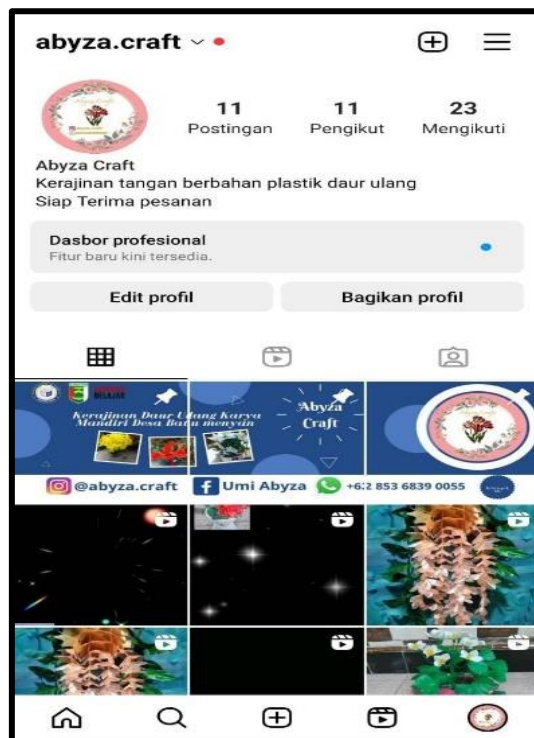 abyza.craft
11 11 23
Postingan Pengikut Mengikuti
Abyza Craft
Kerajinan tangan berbahan plastik daur ulang
Siap Terima pesanan
Dasbor profesional
Fitur baru kini tersedia.
Edit profil Bagikan profil
BELAJAR
Kerajinan Daur Ulang Karya
Mandiri Desa Batu menyan
Abyza
Craft
@abyza.craft Umi Abyza +62 853 6839 0055